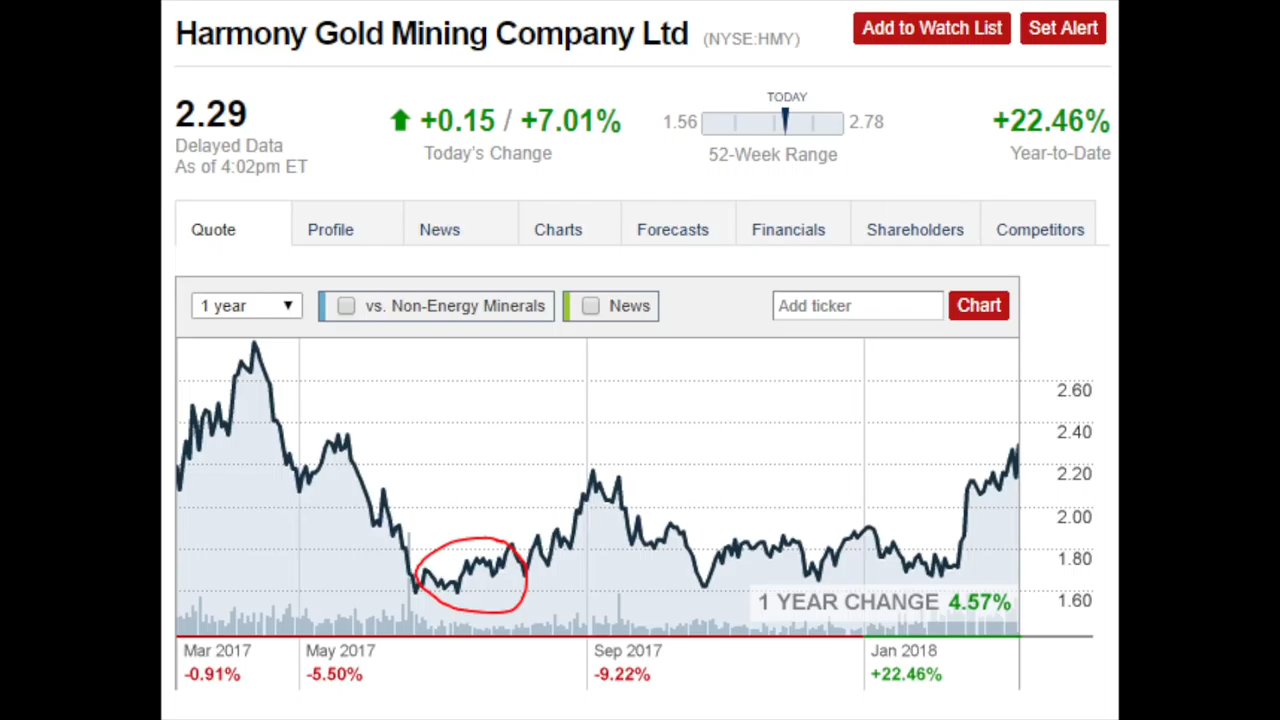 Harmony Gold Mining Company Ltd (NYSE:HMY) Add to Watch List Set Alert
TODAY
2.29 +0.15 / +7.01% 1.56 2.78 +22.46%
Delayed Data Today's Change 52-Week Range Year-to-Date
As of 4:02pm ET
Quote Profile News Charts Forecasts Financials Shareholders Competitors
1 year vs. Non-Energy Minerals News Add ticker Chart
2.60
2.40
2.20
2.00
1.80
1.60
1 YEAR CHANGE 4.57%
Mar 2017 May 2017 Sep 2017 Jan 2018
-0.91% -5.50% -9.22% +22.46%